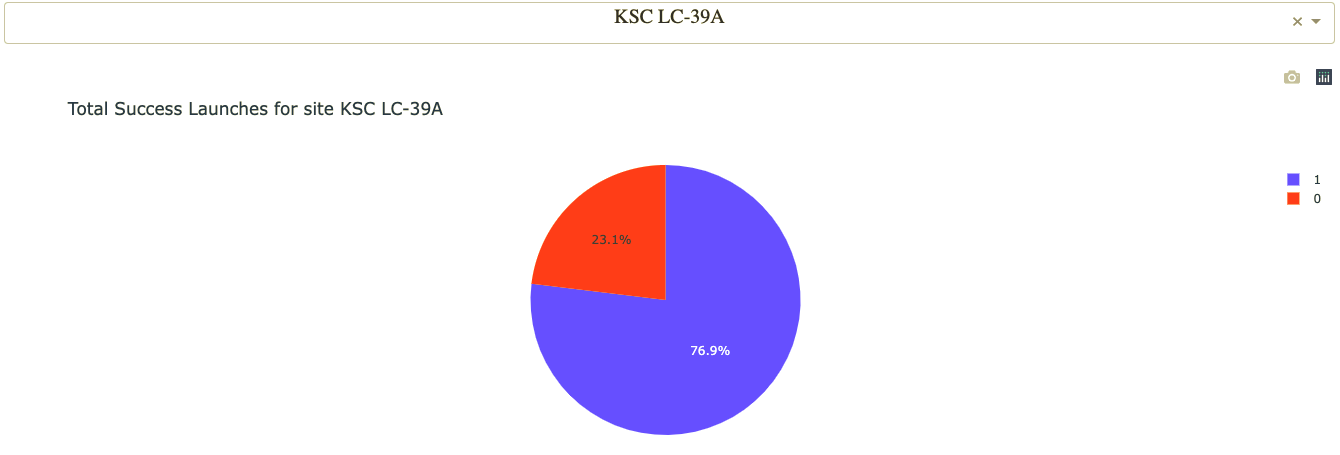 KSC LC-39A
Total Success Launches for site KSC LC-39A
1
0
23.1%
76.9%